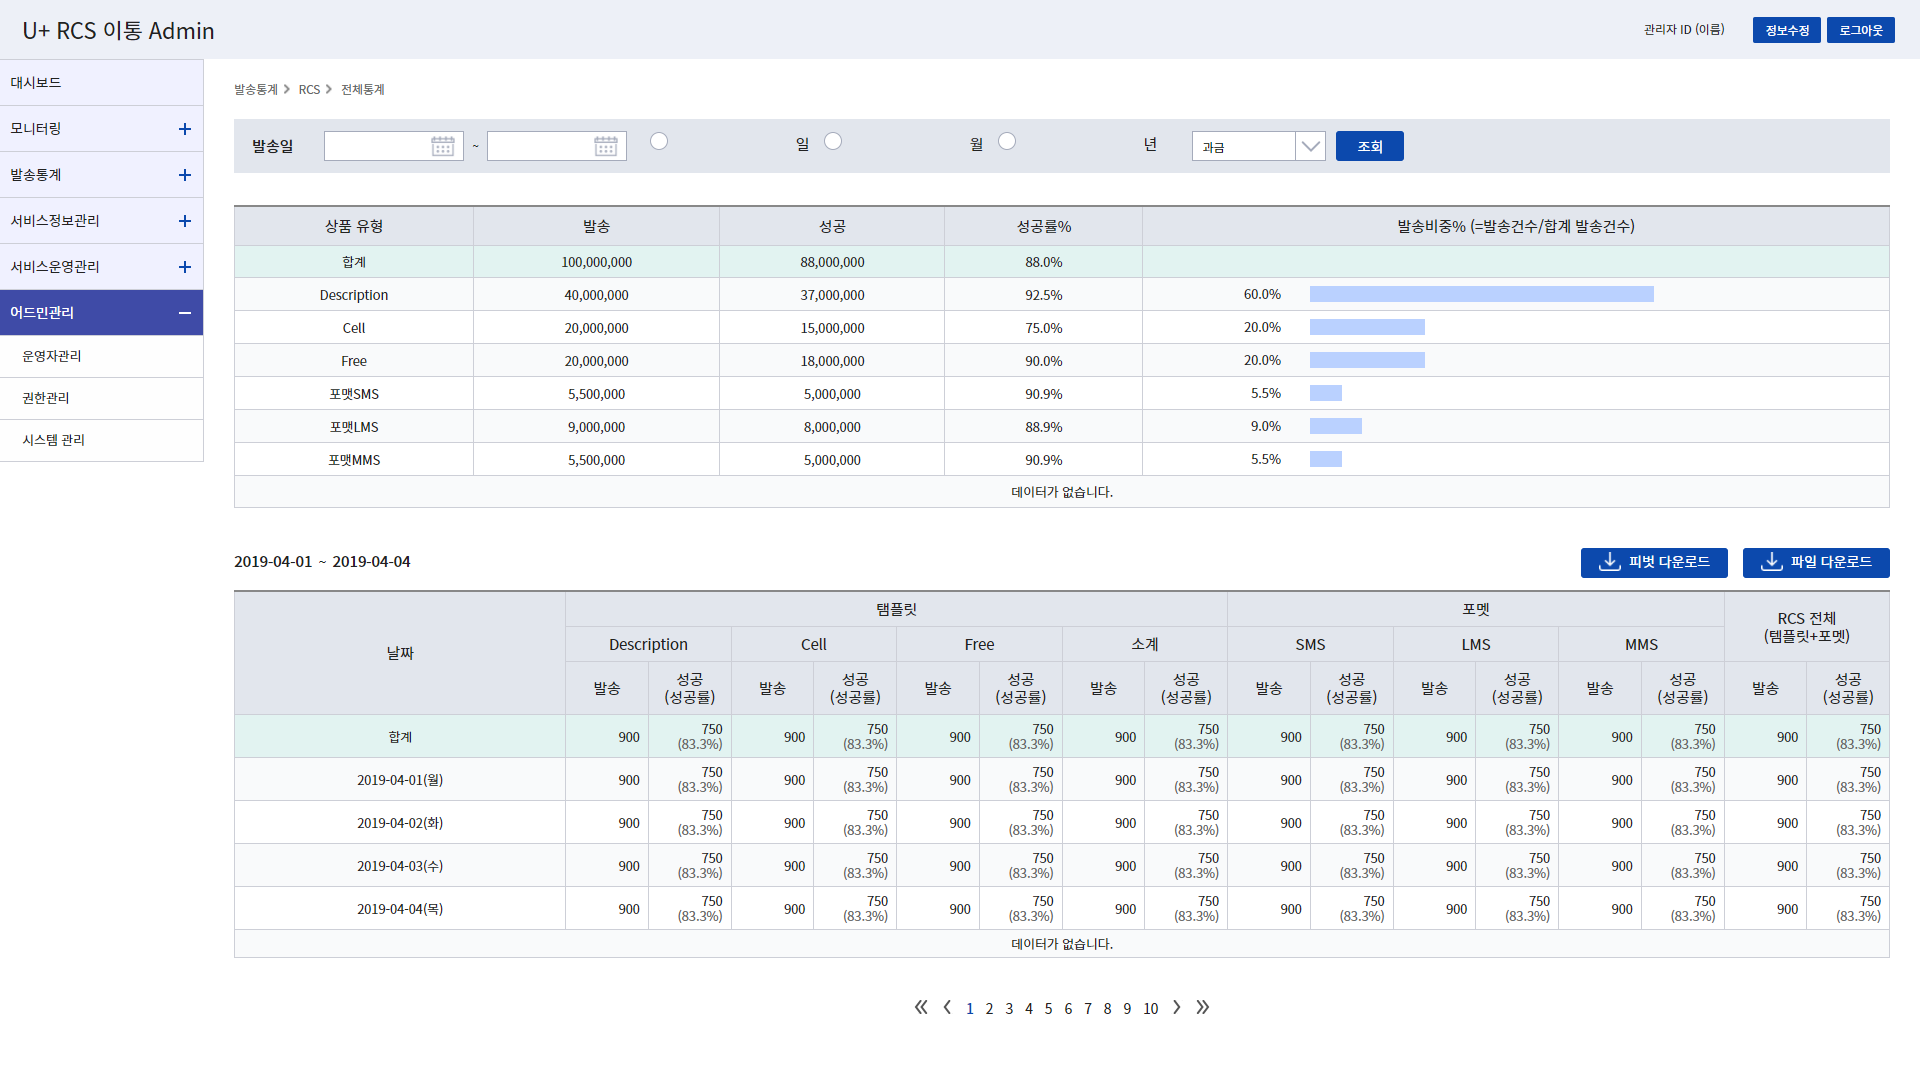 U+ RCS 이통 Admin
관리자 ID (이름)
정보수정
로그아웃
대시보드
모니터링
발송통계
서비스정보관리
서비스운영관리
어드민관리
운영자관리
권한관리
시스템 관리
발송통계 RCS 전체통계
발송일 ~ 일 월 년 과금 조회
상품 유형 발송 성공 성공률% 발송비중% (=발송건수/합계 발송건수)
합계 100,000,000 88,000,000 88.0%
Description 40,000,000 37,000,000 92.5% 60.0%
Cell 20,000,000 15,000,000 75.0% 20.0%
Free 20,000,000 18,000,000 90.0% 20.0%
포맷SMS 5,500,000 5,000,000 90.9% 5.5%
포맷LMS 9,000,000 8,000,000 88.9% 9.0%
포맷MMS 5,500,000 5,000,000 90.9% 5.5%
데이터가 없습니다.
2019-04-01 ~ 2019-04-04
피벗 다운로드
파일 다운로드
날짜 탬플릿 포멧 RCS 전체
(템플릿+포멧)
Description Cell Free 소계 SMS LMS MMS
발송 성공 발송 성공 발송 성공 발송 성공 발송 성공 발송 성공 발송 성공 발송 성공
(성공률) (성공률) (성공률) (성공률) (성공률) (성공률) (성공률) (성공률)
합계 900 750 900 750 900 750 900 750 900 750 900 750 900 750 900 750
(83.3%) (83.3%) (83.3%) (83.3%) (83.3%) (83.3%) (83.3%) (83.3%)
2019-04-01(월) 900 750 900 750 900 750 900 750 900 750 900 750 900 750 900 750
(83.3%) (83.3%) (83.3%) (83.3%) (83.3%) (83.3%) (83.3%) (83.3%)
2019-04-02(화) 900 750 900 750 900 750 900 750 900 750 900 750 900 750 900 750
(83.3%) (83.3%) (83.3%) (83.3%) (83.3%) (83.3%) (83.3%) (83.3%)
2019-04-03(수) 900 750 900 750 900 750 900 750 900 750 900 750 900 750 900 750
(83.3%) (83.3%) (83.3%) (83.3%) (83.3%) (83.3%) (83.3%) (83.3%)
2019-04-04(목) 900 750 900 750 900 750 900 750 900 750 900 750 900 750 900 750
(83.3%) (83.3%) (83.3%) (83.3%) (83.3%) (83.3%) (83.3%) (83.3%)
데이터가 없습니다.
1 2 3 4 5 6 7 8 9 10